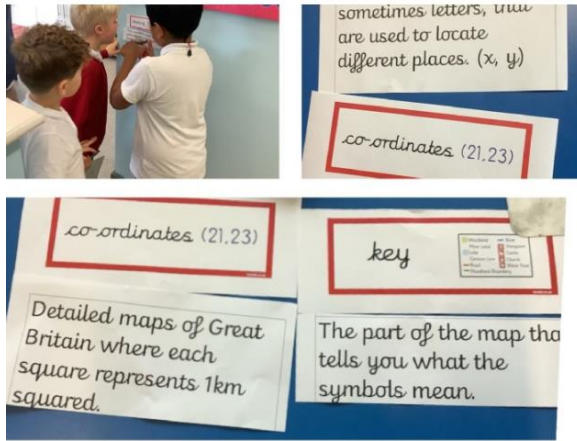 sometimes letters, that
are used to locate
different places. (x, y)
co-ordinates (21,23)
co-ordinates (21,23)
key
Detailed maps of Great
Britain where each
square represents 1km
squared.
The part of the map tha
tells you what the
symbols mean.